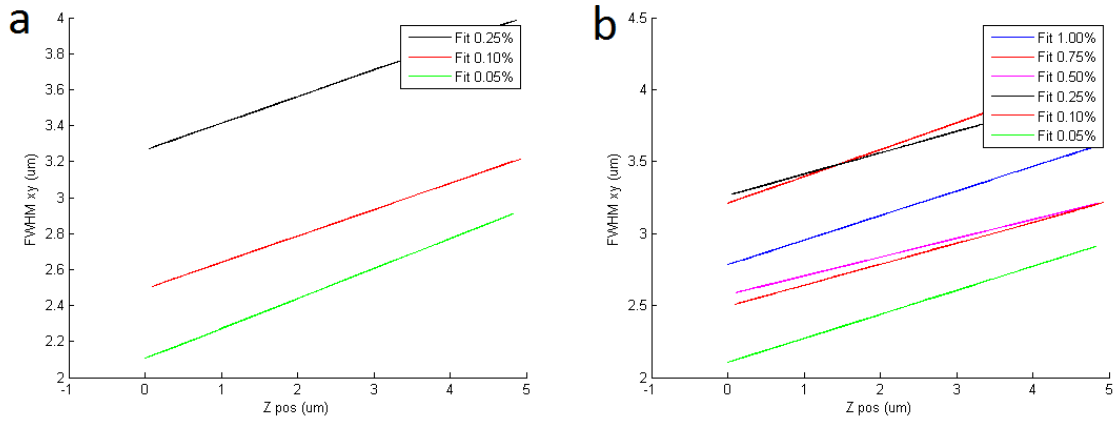 a
4
3.8
3.6
3.4
3.2
3
2.8
2.6
2.4
2.2
2
-1 0 1 2 3 4 5
FWHM xy (um)
Z pos (um)
Fit 0.25%
Fit 0.10%
Fit 0.05%
b
4.5
4
3.5
3
2.5
2
-1 0 1 2 3 4 5
FWHM xy (um)
Z pos (um)
Fit 1.00%
Fit 0.75%
Fit 0.50%
Fit 0.25%
Fit 0.10%
Fit 0.05%